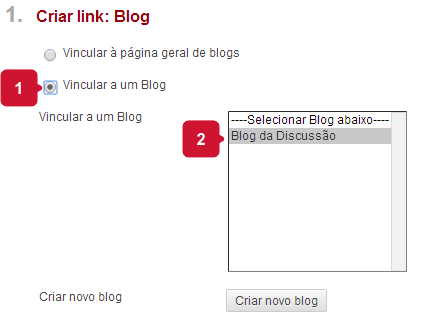 1. Criar link: Blog
Vincular à página geral de blogs
1 Vincular a um Blog
Vincular a um Blog
----Selecionar Blog abaixo----
2 Blog da Discussão
Criar novo blog Criar novo blog